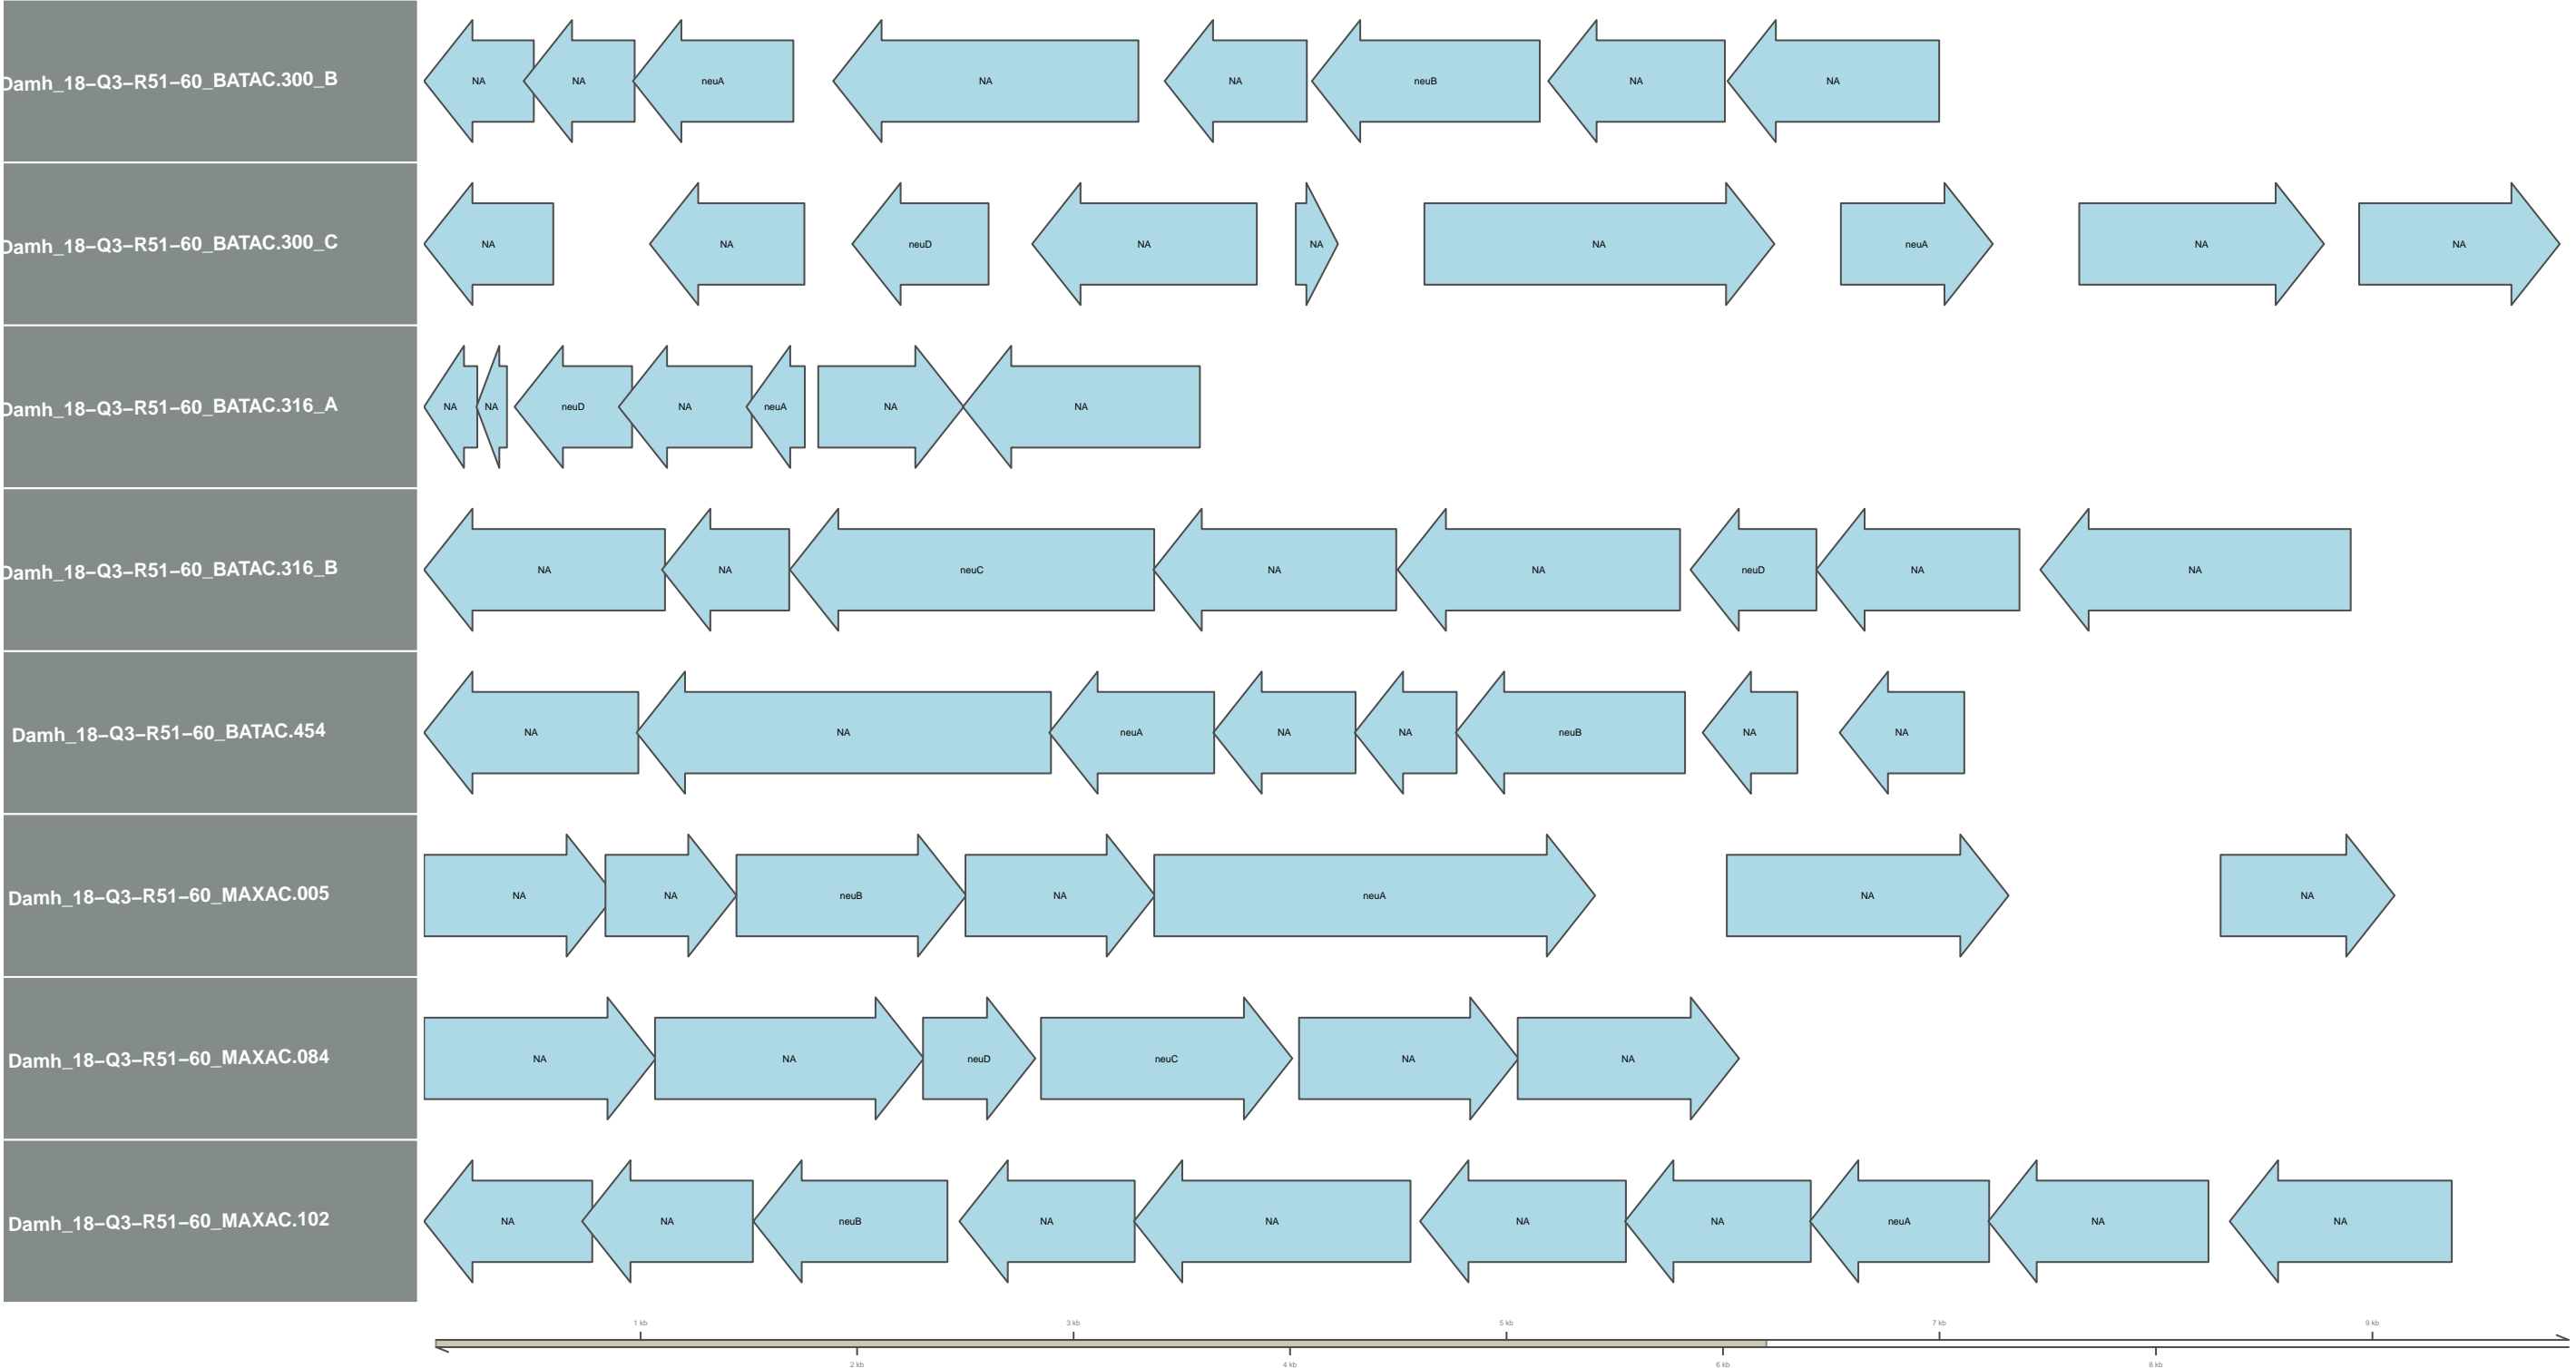 Damh_18–Q3–R51–60_BATAC.300_B NA NA neuA NA NA neuB NA NA
Damh_18–Q3–R51–60_BATAC.300_C NA NA neuD NA NA NA neuA NA NA
Damh_18–Q3–R51–60_BATAC.316_A NA NA neuD NA neuA NA NA
Damh_18–Q3–R51–60_BATAC.316_B NA NA neuC NA NA neuD NA NA
Damh_18–Q3–R51–60_BATAC.454 NA NA neuA NA NA neuB NA NA
Damh_18–Q3–R51–60_MAXAC.005 NA NA neuB NA neuA NA NA
Damh_18–Q3–R51–60_MAXAC.084 NA NA neuD neuC NA NA
Damh_18–Q3–R51–60_MAXAC.102 NA NA neuB NA NA NA NA neuA NA NA
1 kb 3 kb 5 kb 7 kb 9 kb
2 kb 4 kb 6 kb 8 kb